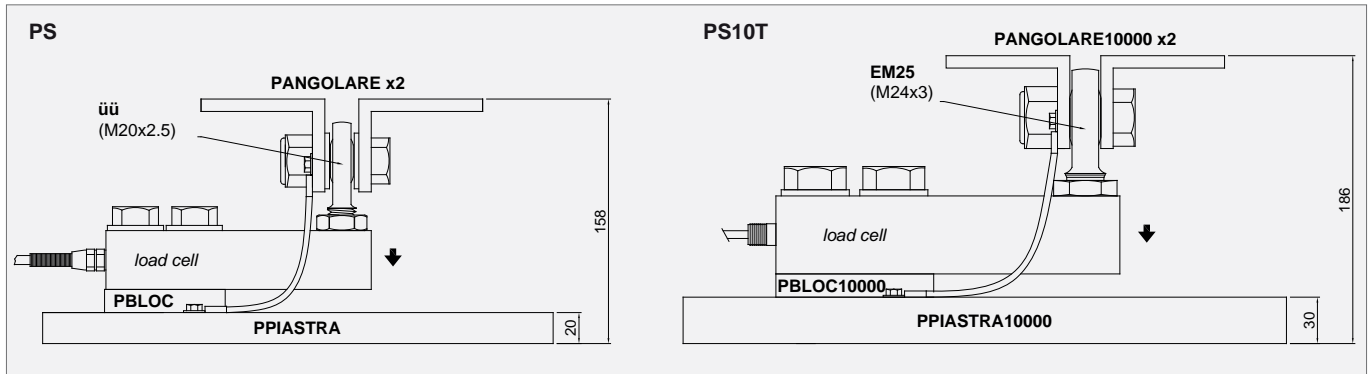 PS
PANGOLARE x2
üü
(M20x2.5)
load cell
PBLOC
PPIASTRA
20
158
PS10T
PANGOLARE10000 x2
EM25
(M24x3)
load cell
PBLOC10000
PPIASTRA10000
30
186